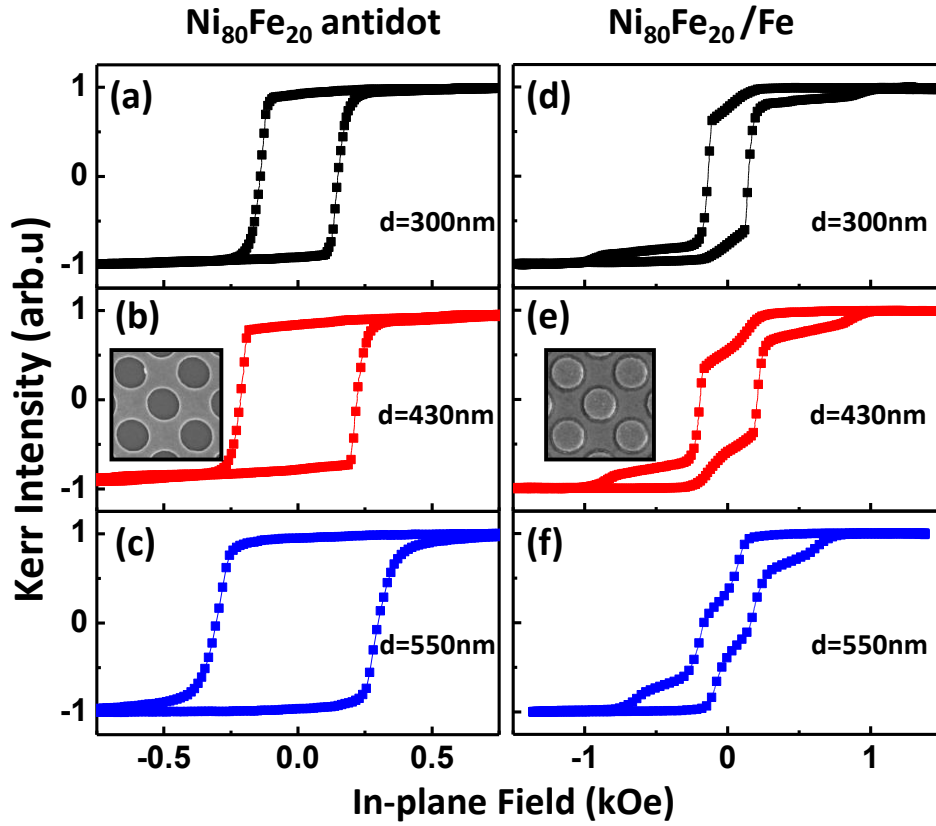 Ni80Fe20 antidot
Ni80Fe20 /Fe
Kerr Intensity (arb.u)
(a)
1
0
-1
d=300nm
(d)
d=300nm
(b)
1
0
-1
d=430nm
(e)
d=430nm
(c)
1
0
-1
d=550nm
(f)
d=550nm
-0.5 0.0 0.5
-1 0 1
In-plane Field (kOe)